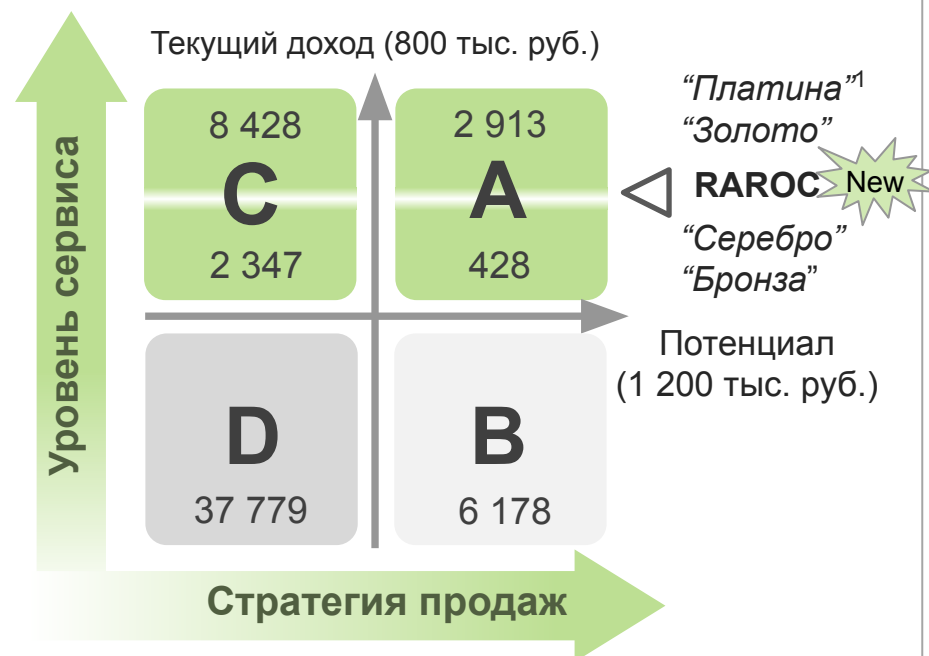 Текущий доход (800 тыс. руб.)
Уровень сервиса
8 428
C
2 347
2 913
A
428
“Платина”1
“Золото”
RAROC
New
“Серебро”
“Бронза”
Потенциал
(1 200 тыс. руб.)
D
37 779
B
6 178
Стратегия продаж